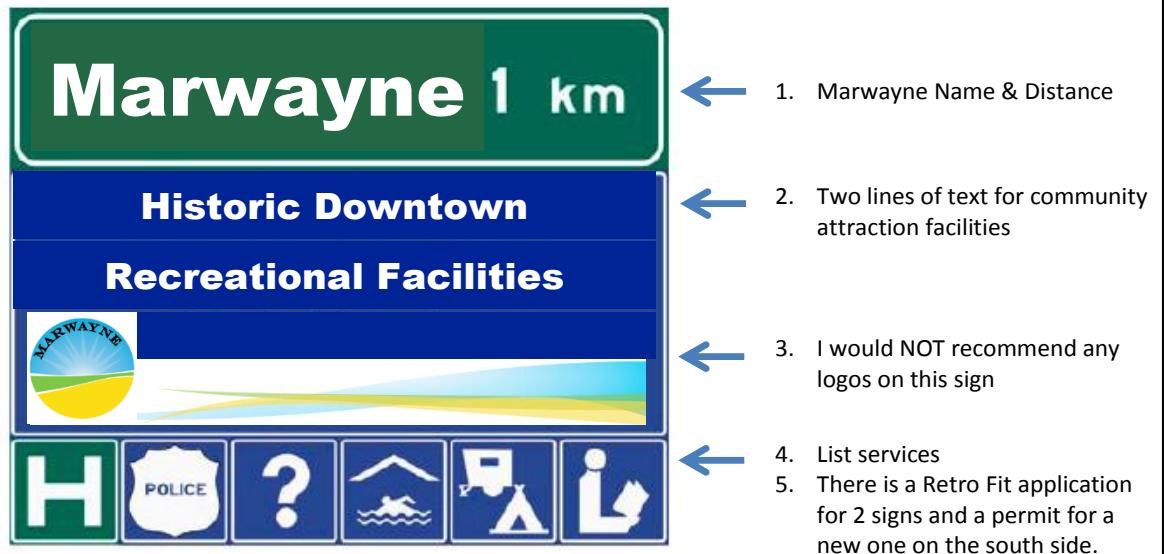 Marwayne 1 km
1. Marwayne Name & Distance
Historic Downtown
2. Two lines of text for community
attraction facilities
Recreational Facilities
MARWAYNE
3. I would NOT recommend any
logos on this sign
H
POLICE
?
4. List services
5. There is a Retro Fit application
for 2 signs and a permit for a
new one on the south side.